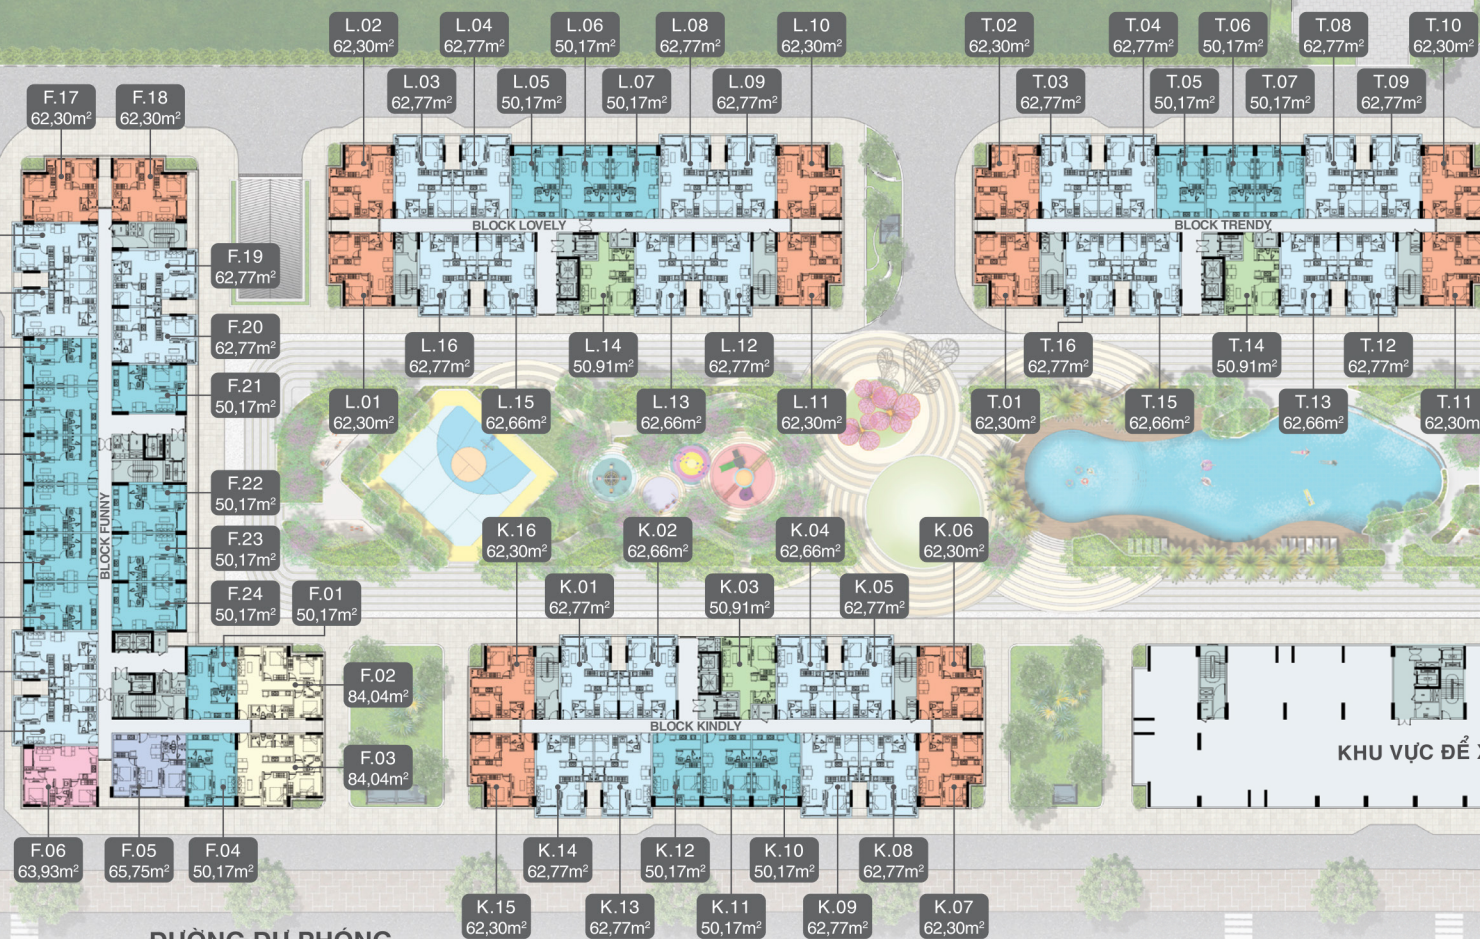 L.02
62,30m²
L.04
62,77m²
L.06
50,17m²
L.08
62,77m²
L.10
62,30m²
T.02
62,30m²
T.04
62,77m²
T.06
50,17m²
T.08
62,77m²
T.10
62,30m²
L.03
62,77m²
L.05
50,17m²
L.07
50,17m²
L.09
62,77m²
T.03
62,77m²
T.05
50,17m²
T.07
50,17m²
T.09
62,77m²
F.17
62,30m²
F.18
62,30m²
BLOCK LOVELY
BLOCK TRENDY
F.19
62,77m²
F.20
62,77m²
L.16
62,77m²
L.14
50.91m²
L.12
62,77m²
T.16
62,77m²
T.14
50.91m²
T.12
62,77m²
F.21
50,17m²
L.01
62,30m²
L.15
62,66m²
L.13
62,66m²
L.11
62,30m²
T.01
62,30m²
T.15
62,66m²
T.13
62,66m²
T.11
62,30m
BLOCK FUNNY
F.22
50,17m²
F.23
50,17m²
F.24
50,17m²
F.01
50,17m²
K.16
62,30m²
K.02
62,66m²
K.04
62,66m²
K.06
62,30m²
K.01
62,77m²
K.03
50,91m²
K.05
62,77m²
F.02
84,04m²
BLOCK KINDLY
F.03
84,04m²
KHU VỰC ĐỂ X
F.06
63,93m²
F.05
65,75m²
F.04
50,17m²
K.14
62,77m²
K.12
50,17m²
K.10
50,17m²
K.08
62,77m²
K.15
62,30m²
K.13
62,77m²
K.11
50,17m²
K.09
62,77m²
K.07
62,30m²
ĐƯỜNG DỰ PHÓNG